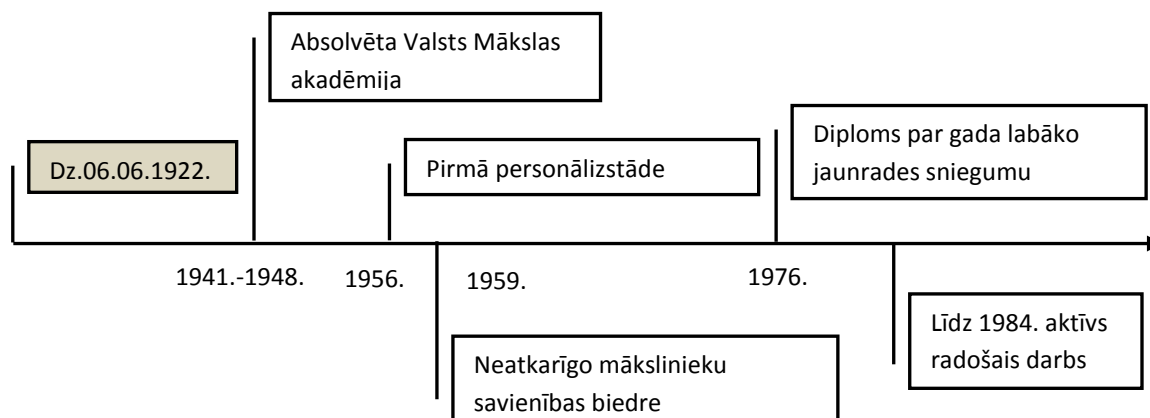 Absolvēta Valsts Mākslas
akadēmija
Dz.06.06.1922.
Pirmā personālizstāde
Diploms par gada labāko
jaunrades sniegumu
1941.-1948.
1956.
1959.
1976.
Neatkarīgo mākslinieku
savienības biedre
Līdz 1984. aktīvs
radošais darbs